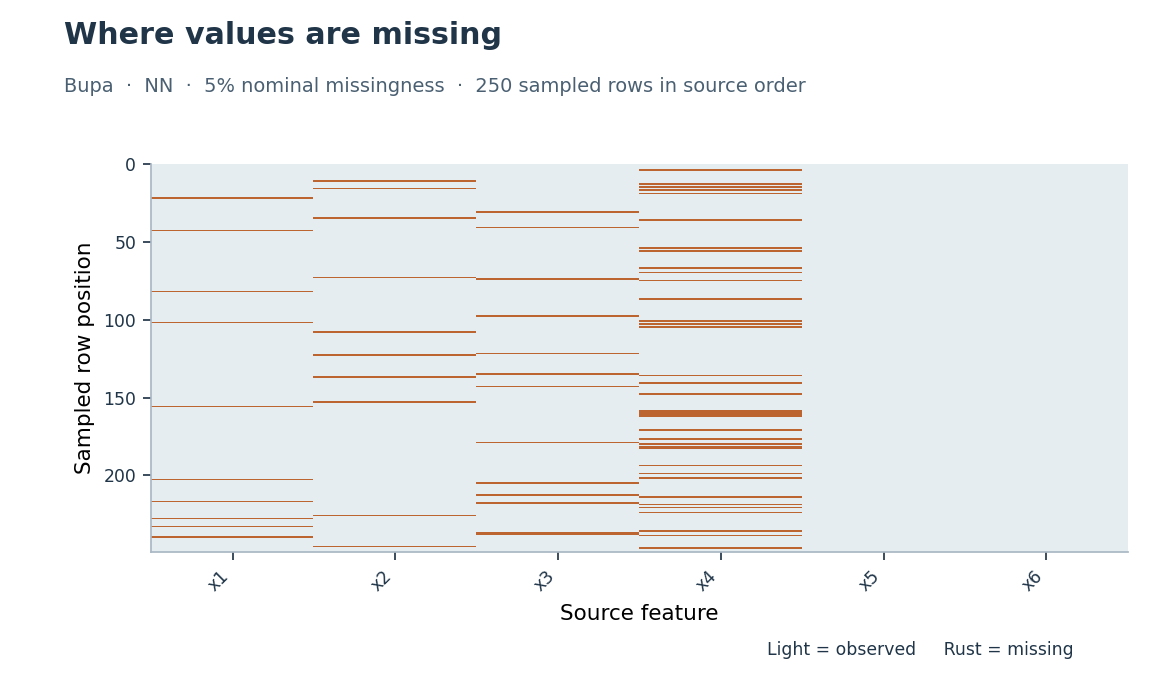 Where values are missing
Bupa · NN · 5% nominal missingness · 250 sampled rows in source order
0
50
100
150
200
Sampled row position
x1
x2
x3
x4
x5
x6
Source feature
Light = observed Rust = missing